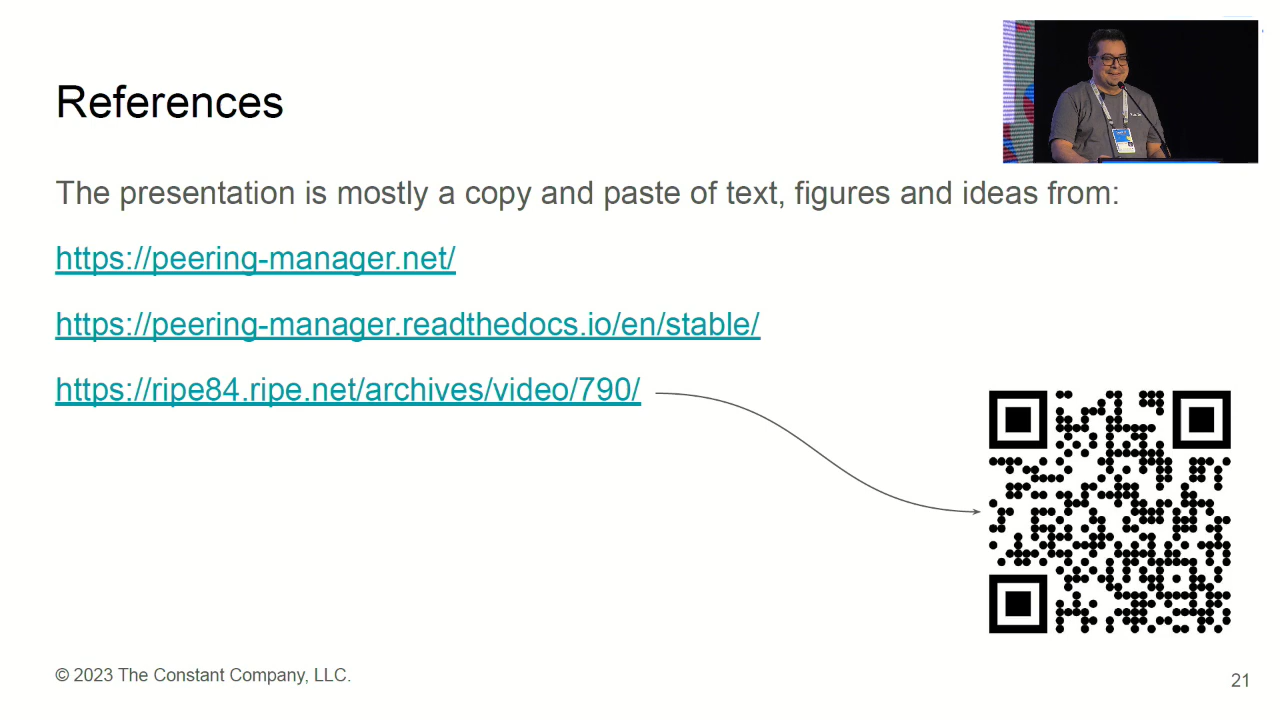 References
The presentation is mostly a copy and paste of text, figures and ideas from:
https://peering-manager.net/
https://peering-manager.readthedocs.io/en/stable/
https://ripe84.ripe.net/archives/video/790/
© 2023 The Constant Company, LLC.
21